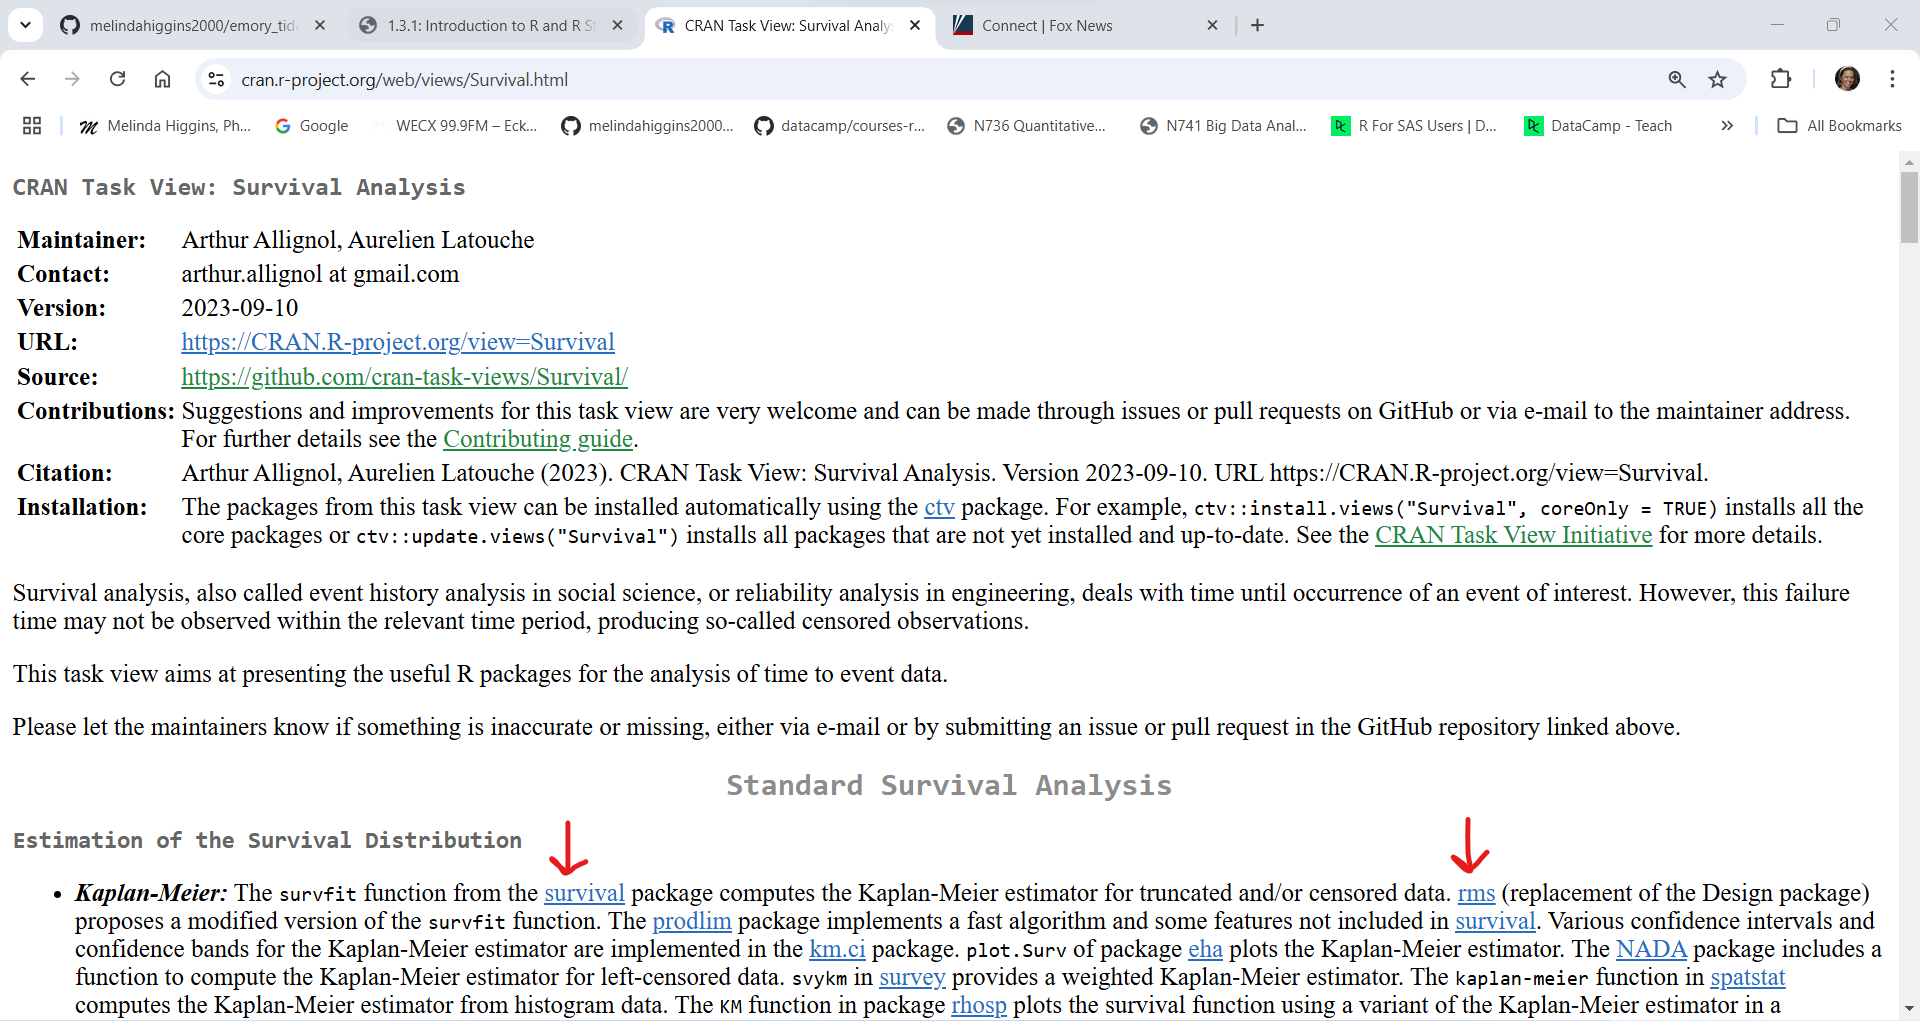 melindahiggins2000/emory_tida
1.3.1: Introduction to R and R St
CRAN Task View: Survival Analys
Connect | Fox News
cran.r-project.org/web/views/Survival.html
Melinda Higgins, Ph...
Google
WECX 99.9FM – Eck...
melindahiggins2000...
datacamp/courses-r...
N736 Quantitative...
N741 Big Data Anal...
R For SAS Users | D...
DataCamp - Teach
All Bookmarks
CRAN Task View: Survival Analysis
Maintainer: Arthur Allignol, Aurelien Latouche
Contact: arthur.allignol at gmail.com
Version: 2023-09-10
URL: https://CRAN.R-project.org/view=Survival
Source: https://github.com/cran-task-views/Survival/
Contributions: Suggestions and improvements for this task view are very welcome and can be made through issues or pull requests on GitHub or via e-mail to the maintainer address.
For further details see the Contributing guide.
Citation: Arthur Allignol, Aurelien Latouche (2023). CRAN Task View: Survival Analysis. Version 2023-09-10. URL https://CRAN.R-project.org/view=Survival.
Installation: The packages from this task view can be installed automatically using the ctv package. For example, ctv::install.views("Survival", coreOnly = TRUE) installs all the
core packages or ctv::update.views("Survival") installs all packages that are not yet installed and up-to-date. See the CRAN Task View Initiative for more details.
Survival analysis, also called event history analysis in social science, or reliability analysis in engineering, deals with time until occurrence of an event of interest. However, this failure
time may not be observed within the relevant time period, producing so-called censored observations.
This task view aims at presenting the useful R packages for the analysis of time to event data.
Please let the maintainers know if something is inaccurate or missing, either via e-mail or by submitting an issue or pull request in the GitHub repository linked above.
Standard Survival Analysis
Estimation of the Survival Distribution
• Kaplan-Meier: The survfit function from the survival package computes the Kaplan-Meier estimator for truncated and/or censored data. rms (replacement of the Design package)
proposes a modified version of the survfit function. The prodlim package implements a fast algorithm and some features not included in survival. Various confidence intervals and
confidence bands for the Kaplan-Meier estimator are implemented in the km.ci package. plot.Surv of package eha plots the Kaplan-Meier estimator. The NADA package includes a
function to compute the Kaplan-Meier estimator for left-censored data. svykm in survey provides a weighted Kaplan-Meier estimator. The kaplan-meier function in spatstat
computes the Kaplan-Meier estimator from histogram data. The KM function in package rhosp plots the survival function using a variant of the Kaplan-Meier estimator in a